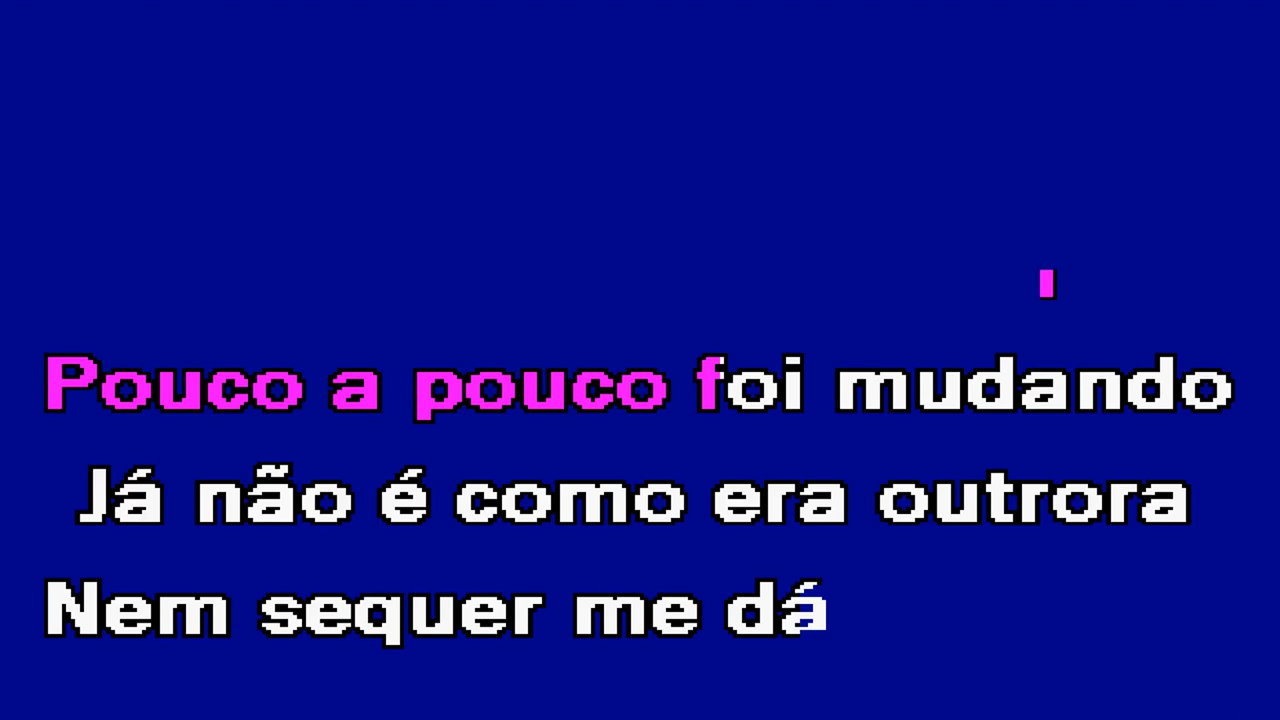 Pouco a pouco foi mudando
Já não é como era outrora
Nem sequer me dá